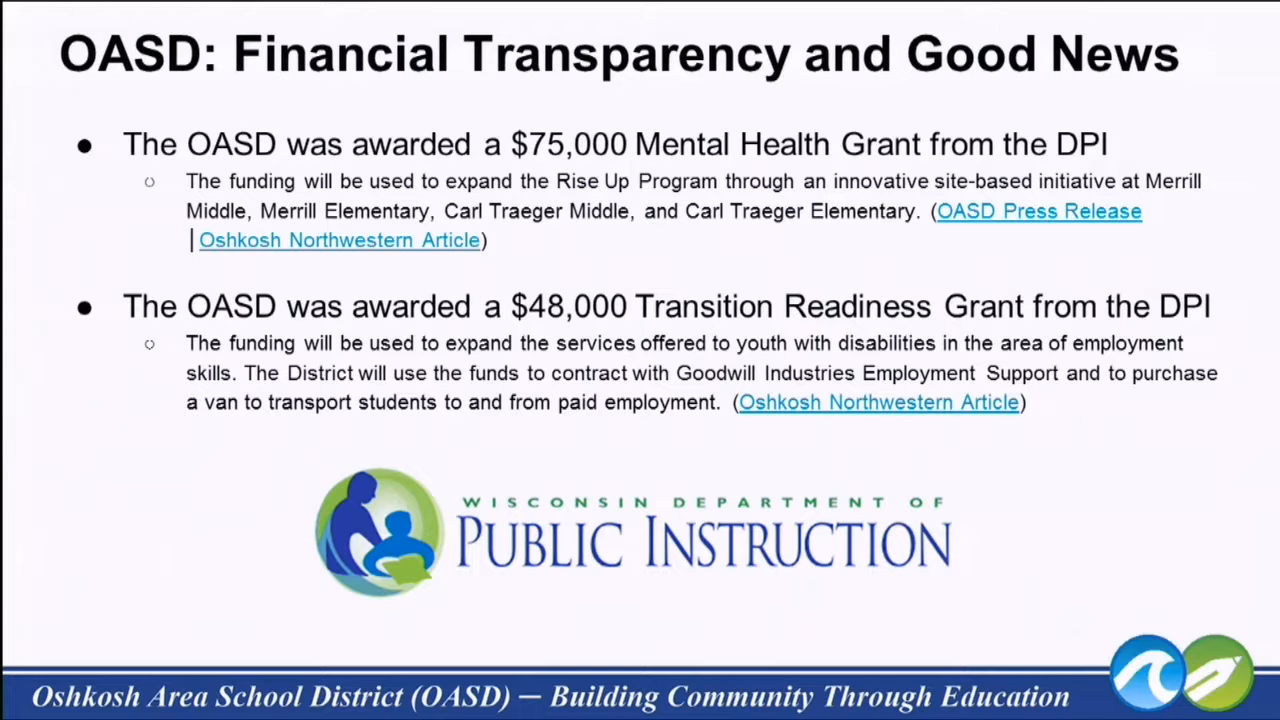 OASD: Financial Transparency and Good News
● The OASD was awarded a $75,000 Mental Health Grant from the DPI
○ The funding will be used to expand the Rise Up Program through an innovative site-based initiative at Merrill
Middle, Merrill Elementary, Carl Traeger Middle, and Carl Traeger Elementary. (OASD Press Release
|Oshkosh Northwestern Article)
● The OASD was awarded a $48,000 Transition Readiness Grant from the DPI
○ The funding will be used to expand the services offered to youth with disabilities in the area of employment
skills. The District will use the funds to contract with Goodwill Industries Employment Support and to purchase
a van to transport students to and from paid employment. (Oshkosh Northwestern Article)
WISCONSIN DEPARTMENT OF
PUBLIC INSTRUCTION
Oshkosh Area School District (OASD) — Building Community Through Education